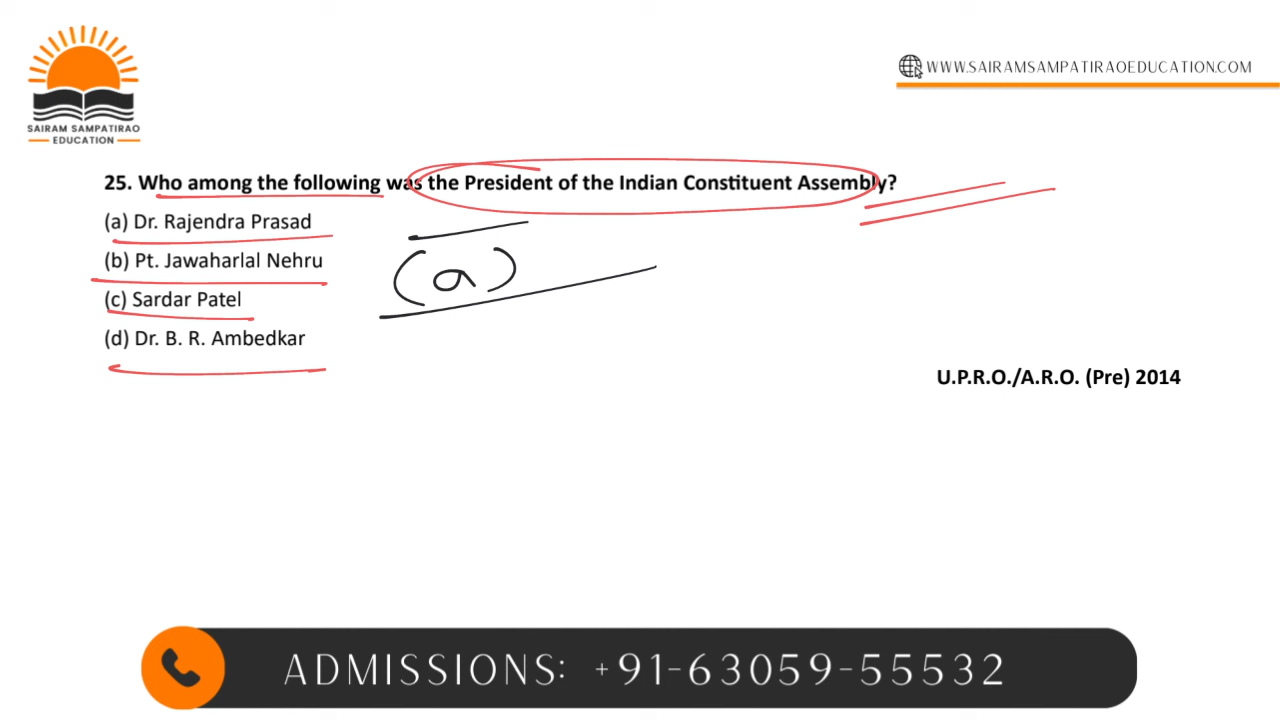 SAIRAM SAMPATIRAO
EDUCATION
WWW.SAIRAMSAMPATIRAOEDUCATION.COM
25. Who among the following was the President of the Indian Constituent Assembly?
(a) Dr. Rajendra Prasad
(b) Pt. Jawaharlal Nehru
(c) Sardar Patel
(d) Dr. B. R. Ambedkar
(a)
U.P.R.O./A.R.O. (Pre) 2014
ADMISSIONS: +91-63059-55532